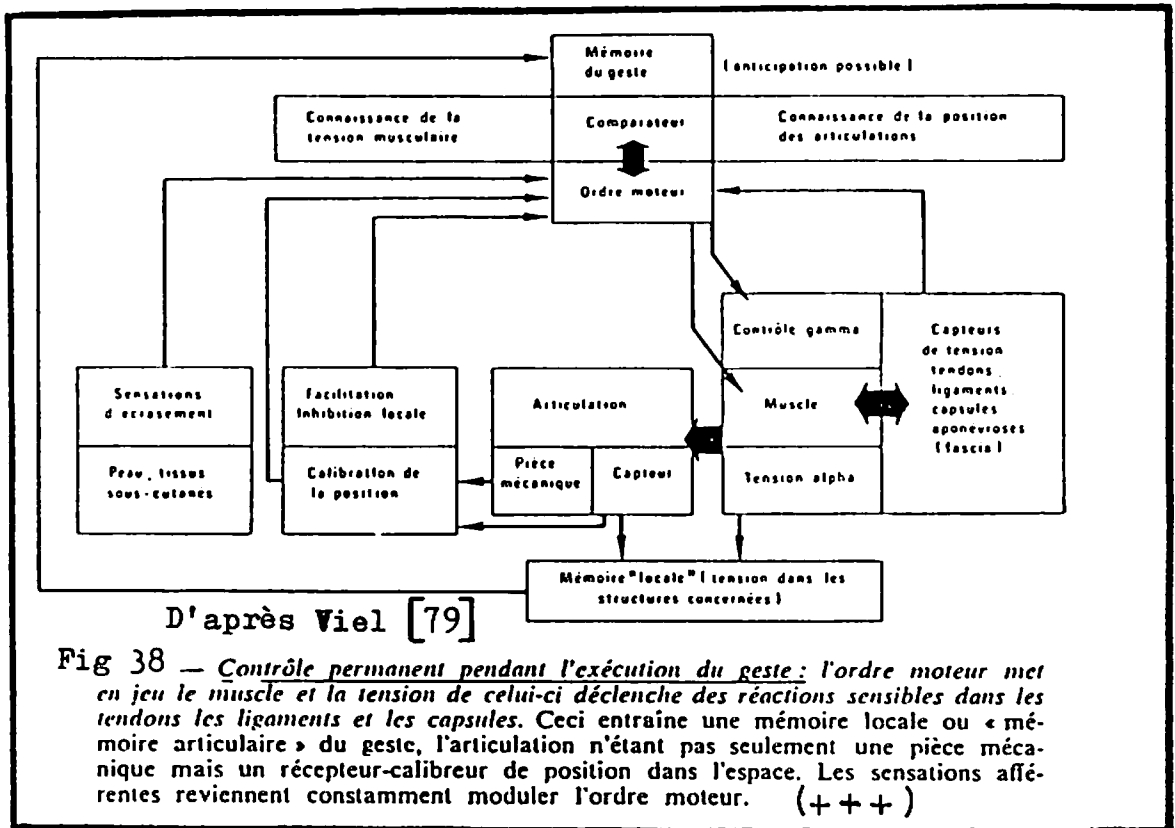 Mémoire
du geste
(anticipation possible)
Connaissance de la
tension musculaire
Comparateur
Connaissance de la position
des articulations
Ordre moteur
Contrôle gamma
Capteurs
de tension
tendons
ligaments
capsules
aponévroses
(fascia)
Sensations
d'écrasement
Facilitation
Inhibition locale
Articulation
Muscle
Peau, tissus
sous-cutanés
Calibration de
la position
Pièce
mécanique
Capteur
Tension alpha
Mémoire "locale" (tension dans les
structures concernées)
D'après Viel [79]
Fig 38 — Contrôle permanent pendant l'exécution du geste : l'ordre moteur met
en jeu le muscle et la tension de celui-ci déclenche des réactions sensibles dans les
tendons les ligaments et les capsules. Ceci entraîne une mémoire locale ou « mé-
moire articulaire » du geste, l'articulation n'étant pas seulement une pièce méca-
nique mais un récepteur-calibreur de position dans l'espace. Les sensations affé-
rentes reviennent constamment moduler l'ordre moteur. (+++)